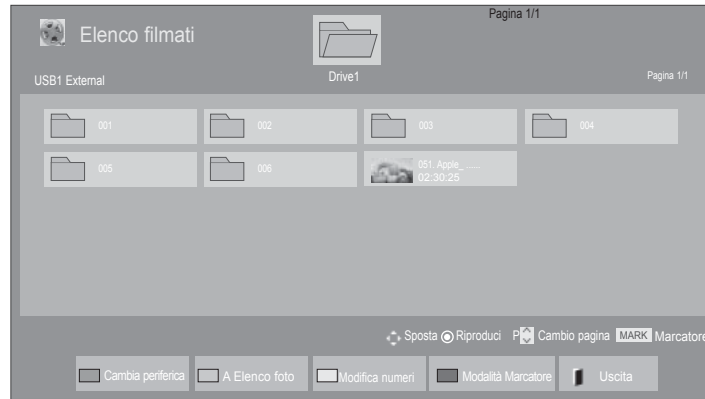 Pagina 1/1
Elenco filmati
USB1 External
Drive1
Pagina 1/1
001
002
003
004
005
006
051. Apple_ ......
02:30:25
Sposta Riproduci P Cambio pagina MARK Marcatore
Cambia periferica A Elenco foto Modifica numeri Modalità Marcatore Uscita